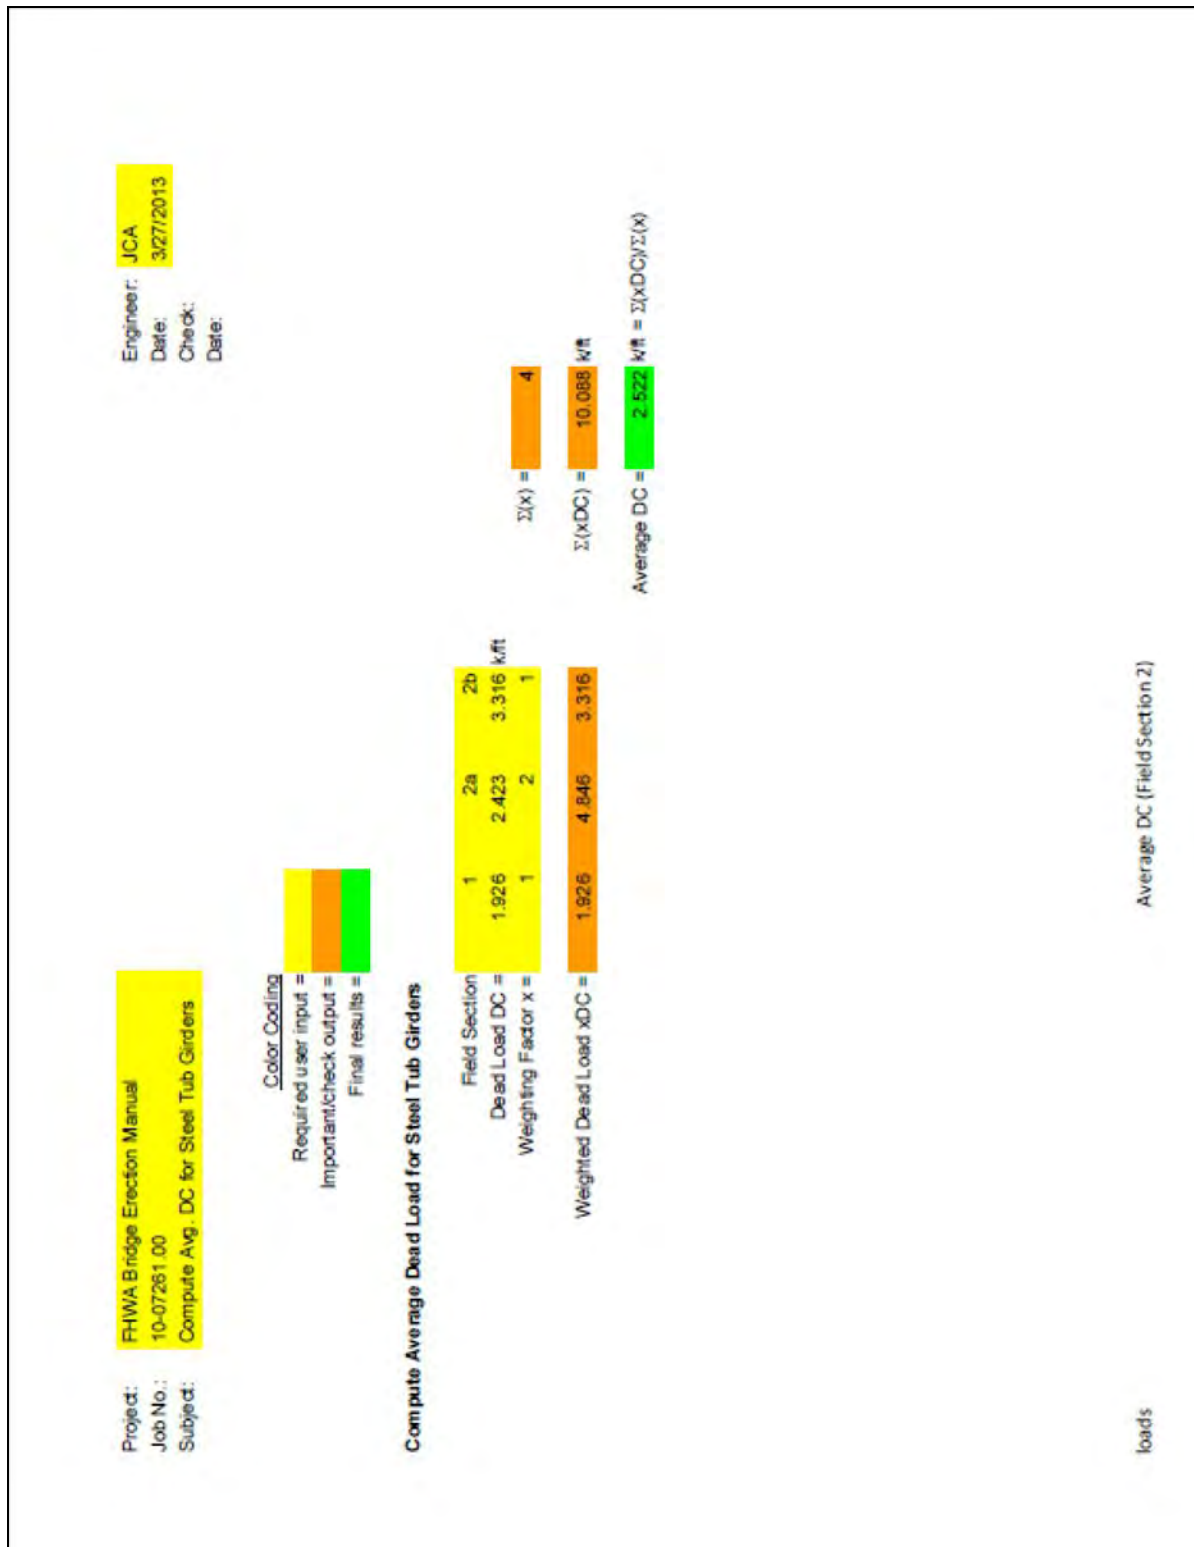 Project: FHWA Bridge Erection Manual Engineer: JCA
Job No.: 10-07261.00 Date: 3/27/2013
Subject: Compute Avg. DC for Steel Tub Girders Check:
Date:
Color Coding
Required user input =
Important/check output =
Final results =
Compute Average Dead Load for Steel Tub Girders
Field Section 1 2a 2b
Dead Load DC = 1.926 2.423 3.316 k/ft
Weighting Factor x = 1 2 1 Σ(x) = 4
Weighted Dead Load xDC = 1.926 4.846 3.316 Σ(xDC) = 10.088 k/ft
Average DC = 2.522 k/ft = Σ(xDC)/Σ(x)
loads Average DC (Field Section 2)